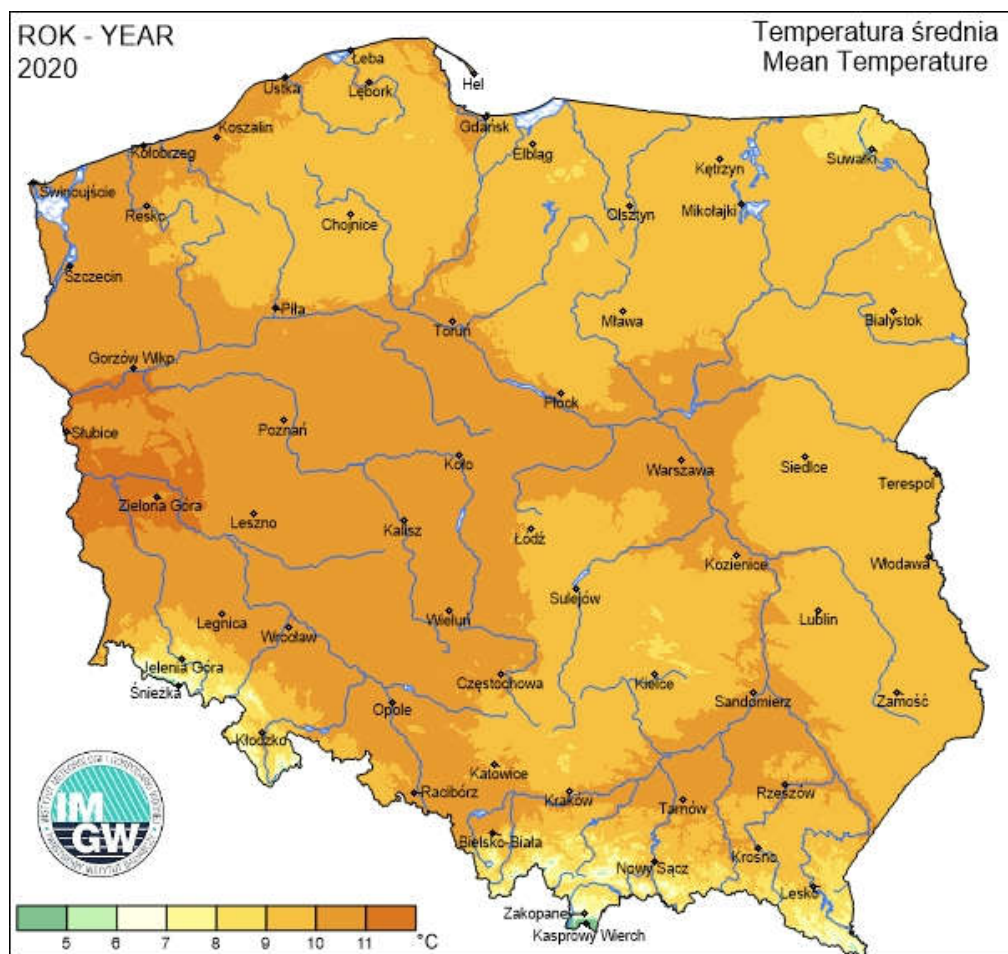 ROK - YEAR
2020
Temperatura średnia
Mean Temperature
Łeba
Hel
Ustka
Lębork
Gdańsk
Koszalin
Kołobrzeg
Elbląg
Kętrzyn
Suwałki
Świnoujście
Resko
Chojnice
Olsztyn
Mikołajki
Szczecin
Piła
Toruń
Mława
Białystok
Gorzów Wlkp.
Płock
Słubice
Poznań
Koło
Warszawa
Siedlce
Terespol
Zielona Góra
Leszno
Kalisz
Łódź
Kozienice
Włodawa
Sulejów
Legnica
Wrocław
Wieluń
Lublin
Jelenia Góra
Śnieżka
Częstochowa
Kielce
Sandomierz
Zamość
Opole
Kłodzko
Katowice
Racibórz
Kraków
Tarnów
Rzeszów
IM
GW
Bielsko-Biała
Nowy Sącz
Krosno
Lesko
Zakopane
Kasprowy Wierch
5 6 7 8 9 10 11 °C